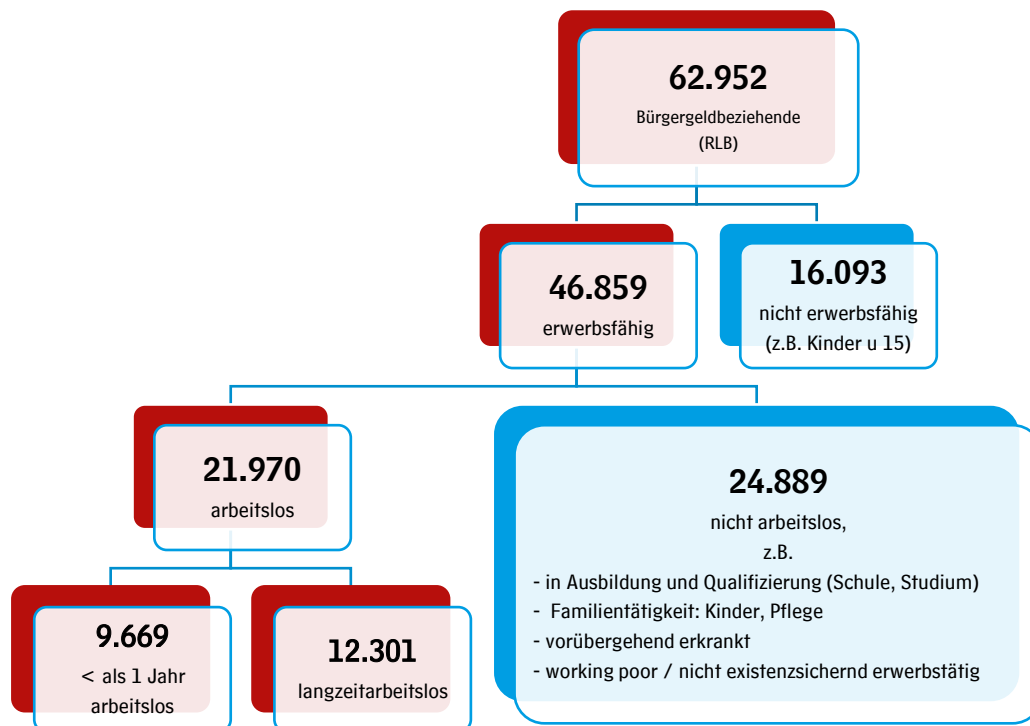 62.952
Bürgergeldbeziehende
(RLB)
46.859
erwerbsfähig
16.093
nicht erwerbsfähig
(z.B. Kinder u 15)
21.970
arbeitslos
24.889
nicht arbeitslos,
z.B.
- in Ausbildung und Qualifizierung (Schule, Studium)
- Familientätigkeit: Kinder, Pflege
- vorübergehend erkrankt
- working poor / nicht existenzsichernd erwerbstätig
9.669
< als 1 Jahr
arbeitslos
12.301
langzeitarbeitslos